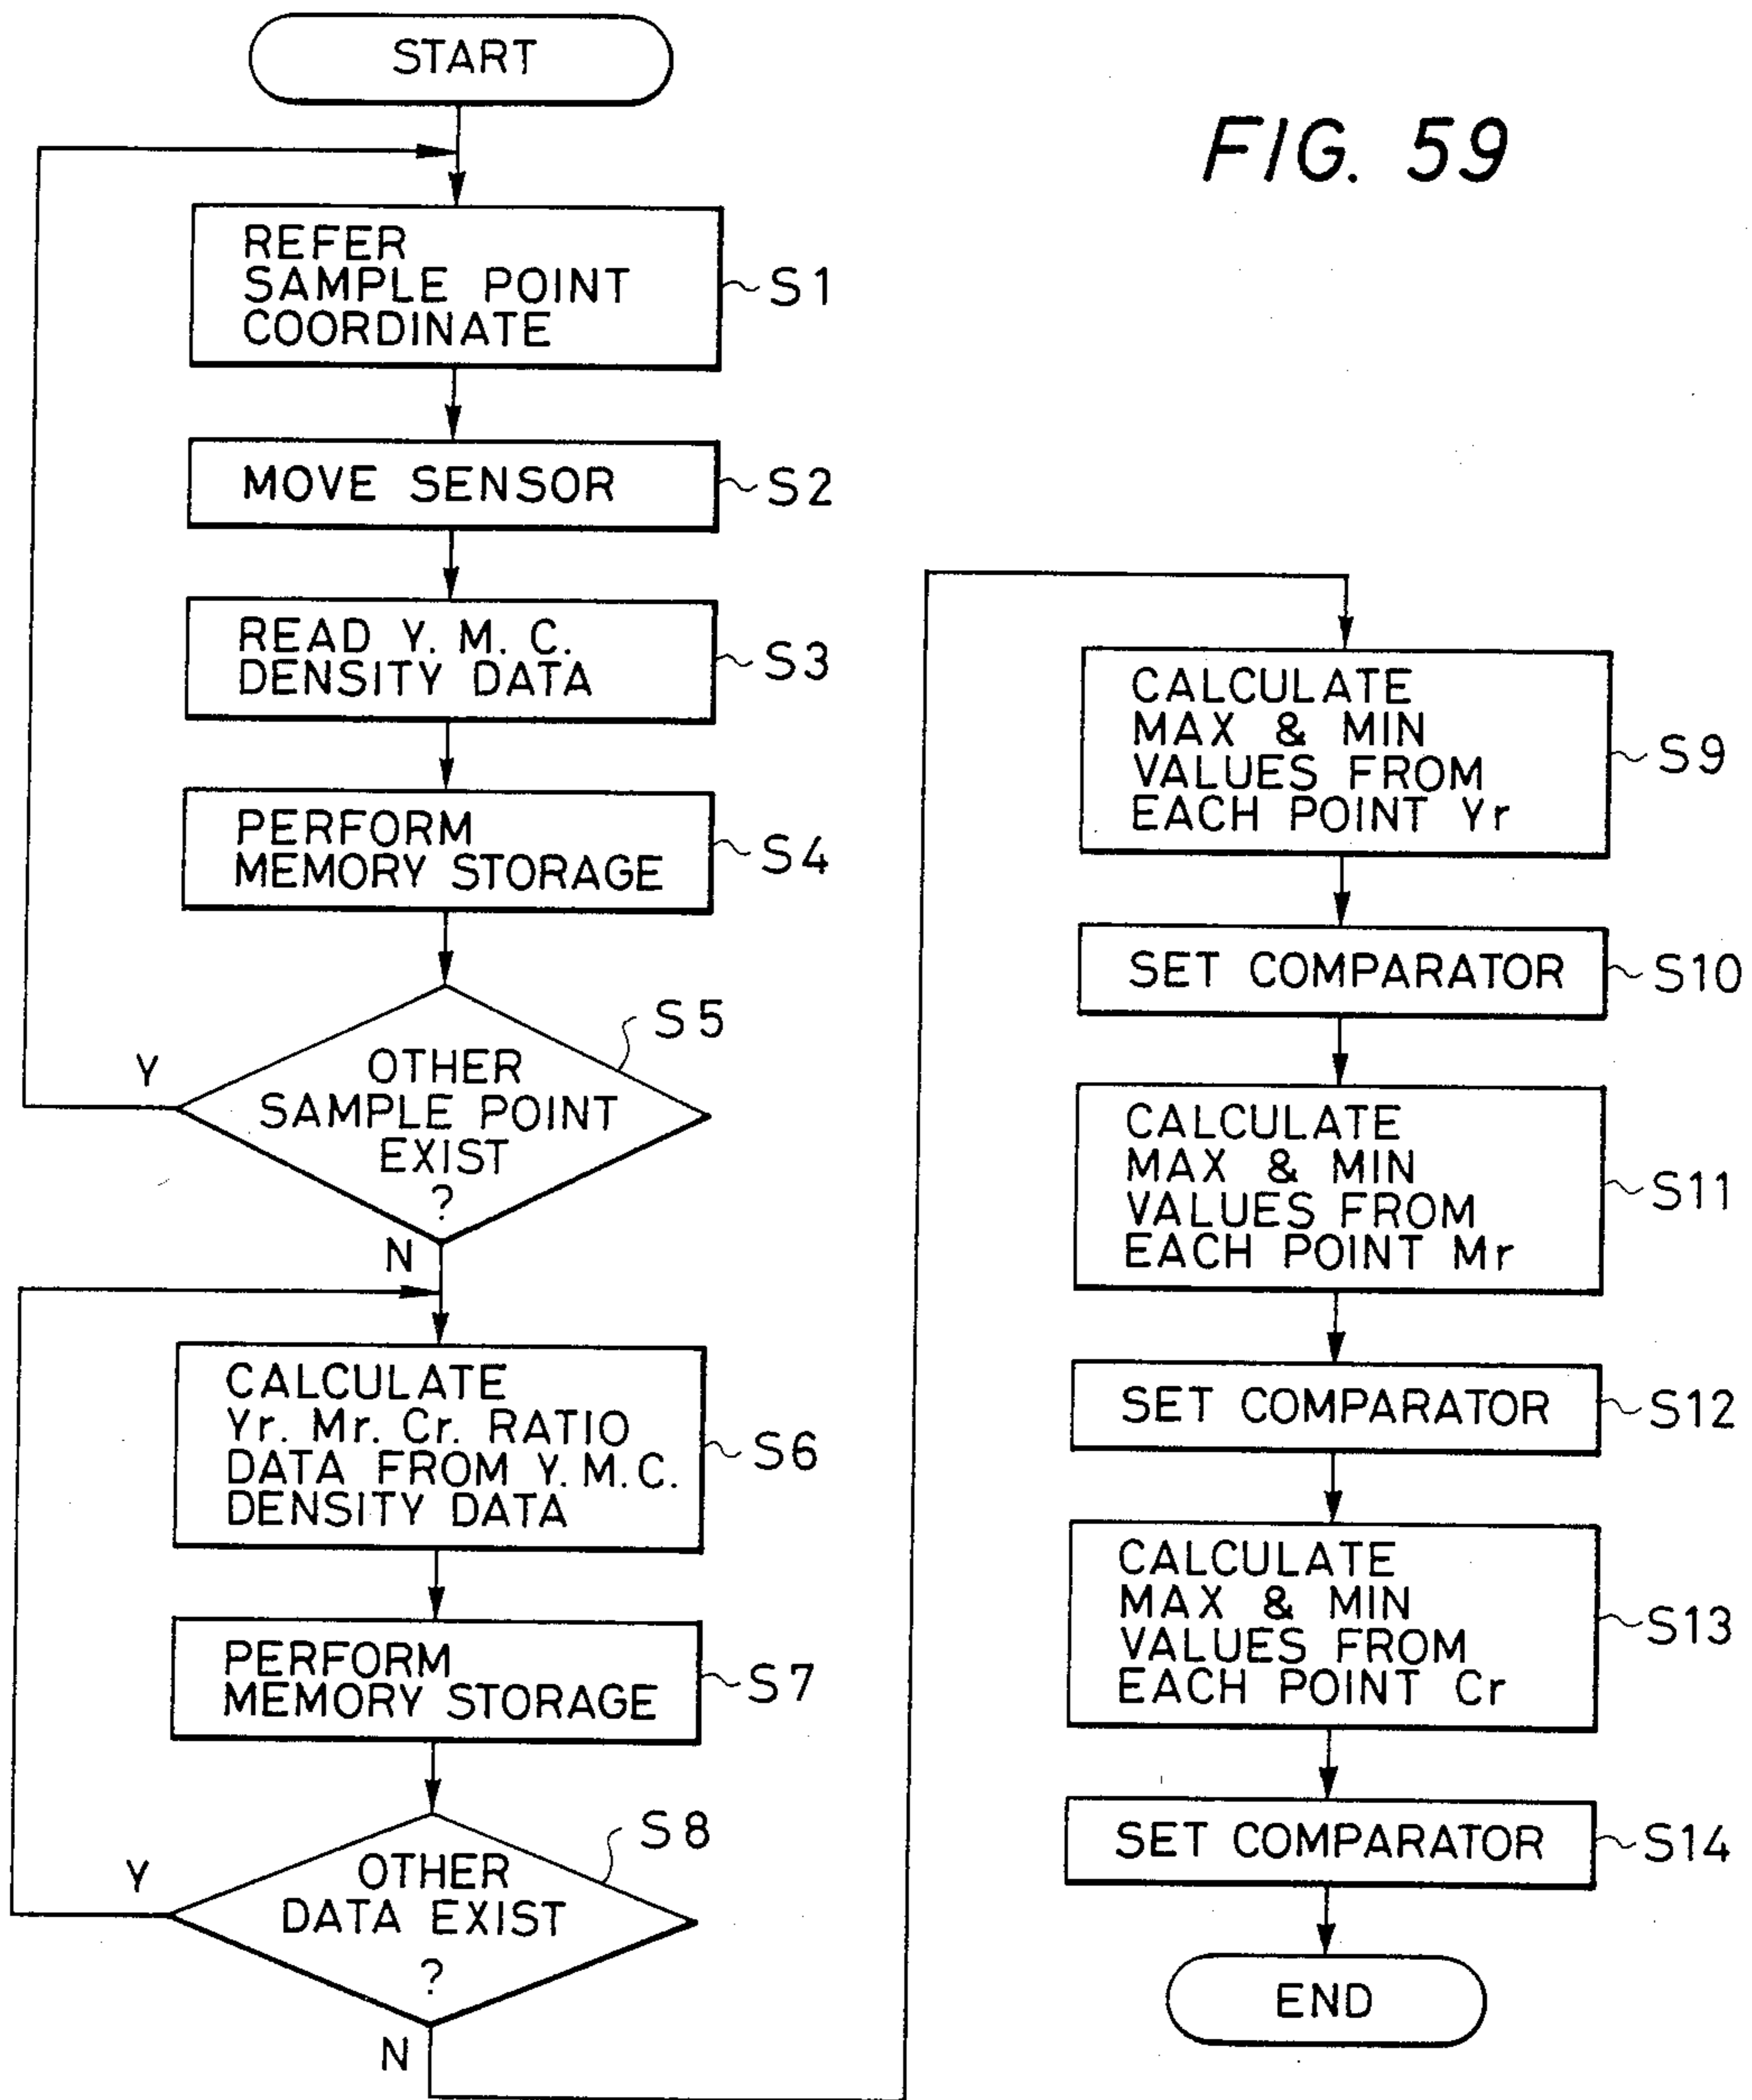 START
FIG. 59
REFER
SAMPLE POINT
COORDINATE
S1
MOVE SENSOR
S2
READ Y. M. C.
DENSITY DATA
S3
PERFORM
MEMORY STORAGE
S4
S5
Y
OTHER
SAMPLE POINT
EXIST
?
N
CALCULATE
Yr. Mr. Cr. RATIO
DATA FROM Y. M. C.
DENSITY DATA
S6
PERFORM
MEMORY STORAGE
S7
S8
Y
OTHER
DATA EXIST
?
N
CALCULATE
MAX & MIN
VALUES FROM
EACH POINT Yr
S9
SET COMPARATOR
S10
CALCULATE
MAX & MIN
VALUES FROM
EACH POINT Mr
S11
SET COMPARATOR
S12
CALCULATE
MAX & MIN
VALUES FROM
EACH POINT Cr
S13
SET COMPARATOR
S14
END